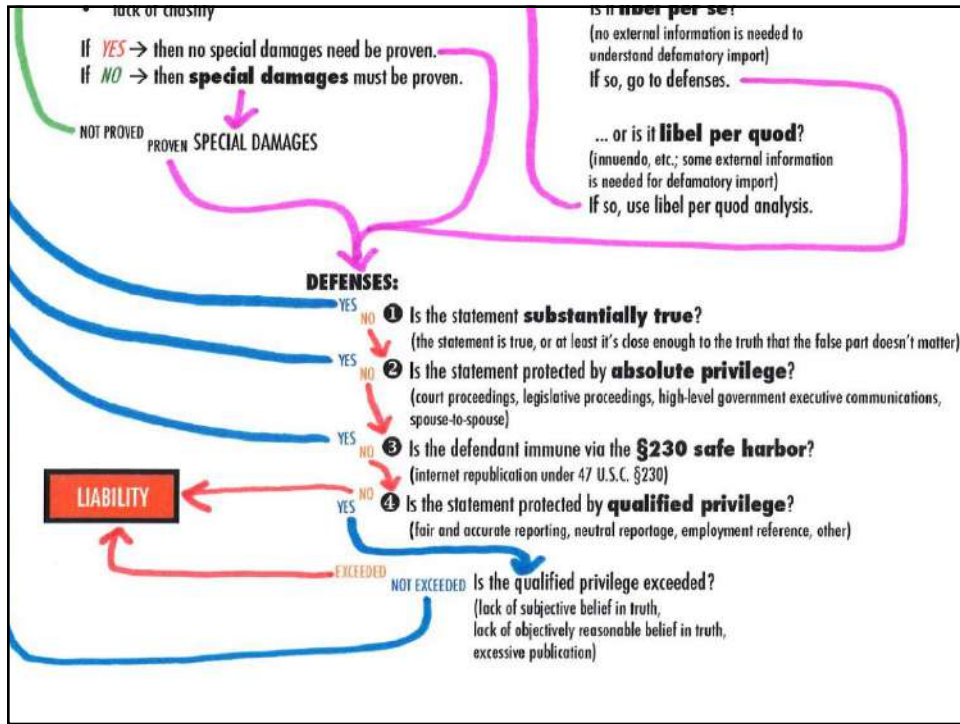 • lack of chastity
If YES → then no special damages need be proven.
If NO → then special damages must be proven.
NOT PROVED
PROVEN SPECIAL DAMAGES
Is it libel per se?
(no external information is needed to
understand defamatory import)
If so, go to defenses.
... or is it libel per quod?
(innuendo, etc.; some external information
is needed for defamatory import)
If so, use libel per quod analysis.
DEFENSES:
YES
NO
❶ Is the statement substantially true?
(the statement is true, or at least it's close enough to the truth that the false part doesn't matter)
YES
NO
❷ Is the statement protected by absolute privilege?
(court proceedings, legislative proceedings, high-level government executive communications,
spouse-to-spouse)
YES
NO
❸ Is the defendant immune via the §230 safe harbor?
(internet republication under 47 U.S.C. §230)
LIABILITY
NO
YES
❹ Is the statement protected by qualified privilege?
(fair and accurate reporting, neutral reportage, employment reference, other)
EXCEEDED
NOT EXCEEDED
Is the qualified privilege exceeded?
(lack of subjective belief in truth,
lack of objectively reasonable belief in truth,
excessive publication)